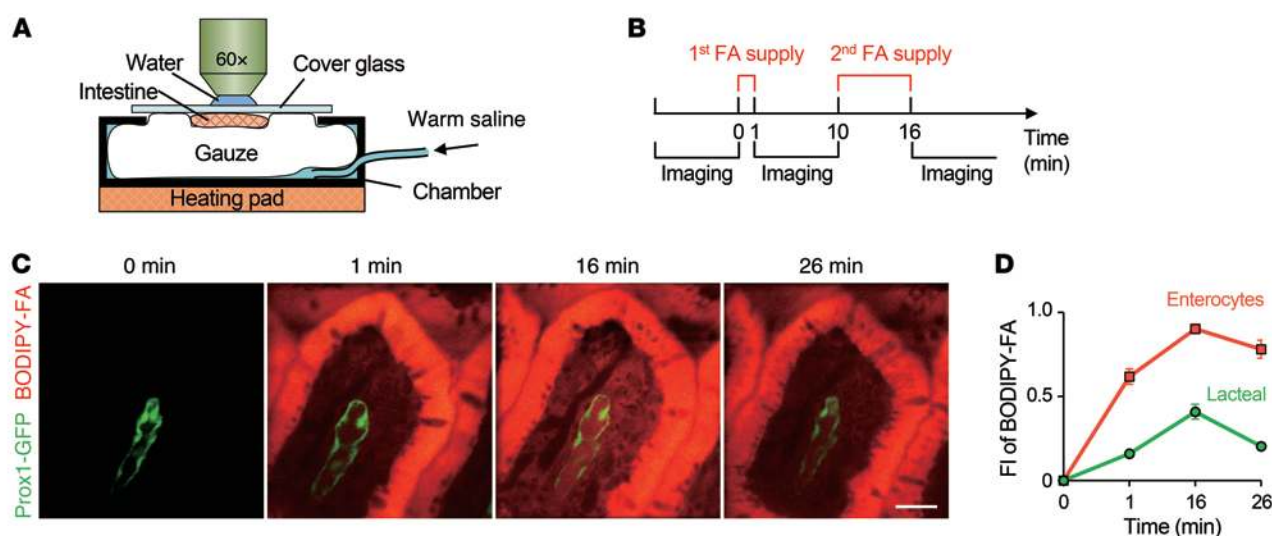 A
60×
Water
Cover glass
Intestine
Warm saline
Gauze
Chamber
Heating pad
B
1st FA supply
2nd FA supply
0 1 10 16
Time
(min)
Imaging Imaging Imaging
C
0 min 1 min 16 min 26 min
Prox1-GFP BODIPY-FA
D
Enterocytes
Lacteal
FI of BODIPY-FA
1.0
0.5
0
0 1 16 26
Time (min)